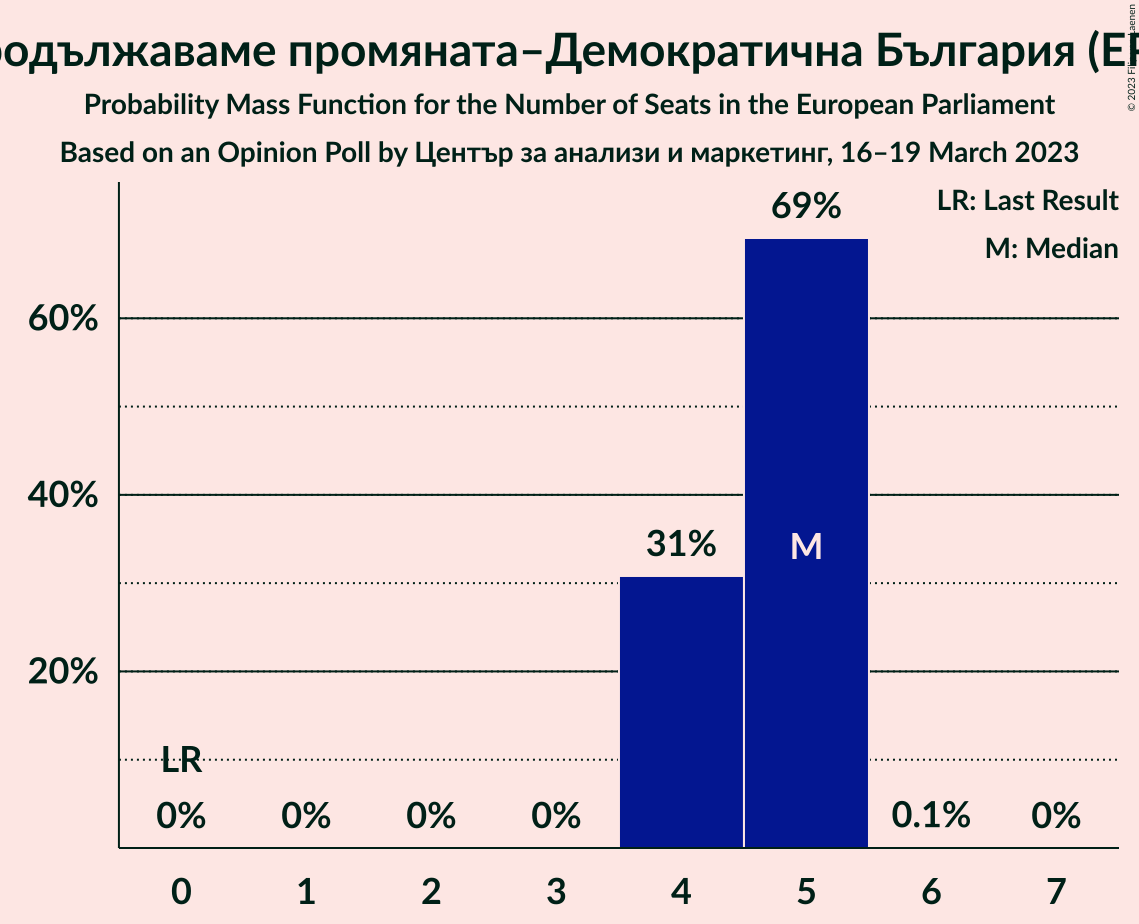 одължаваме промяната–Демократична България (ЕР
Probability Mass Function for the Number of Seats in the European Parliament
Based on an Opinion Poll by Център за анализи и маркетинг, 16–19 March 2023
© 2023
LR: Last Result
M: Median
69%
60%
40%
31%
M
20%
LR
0% 0% 0% 0% 0.1% 0%
0 1 2 3 4 5 6 7